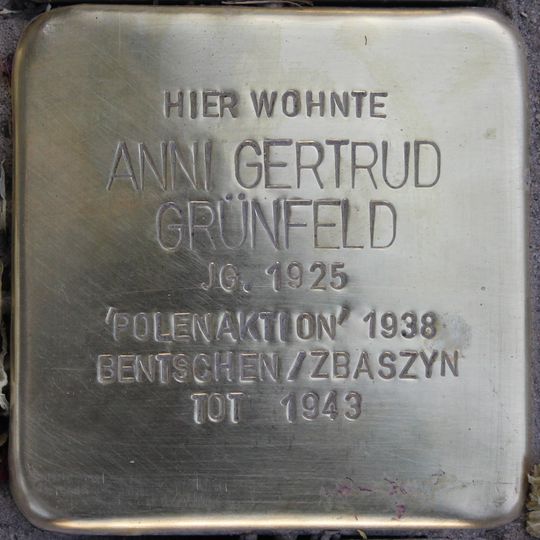 HIER WOHNTE
ANNI GERTRUD
GRÜNFELD
JG. 1925
'POLENAKTION' 1938
BENTSCHEN/ZBASZYN
TOT 1943